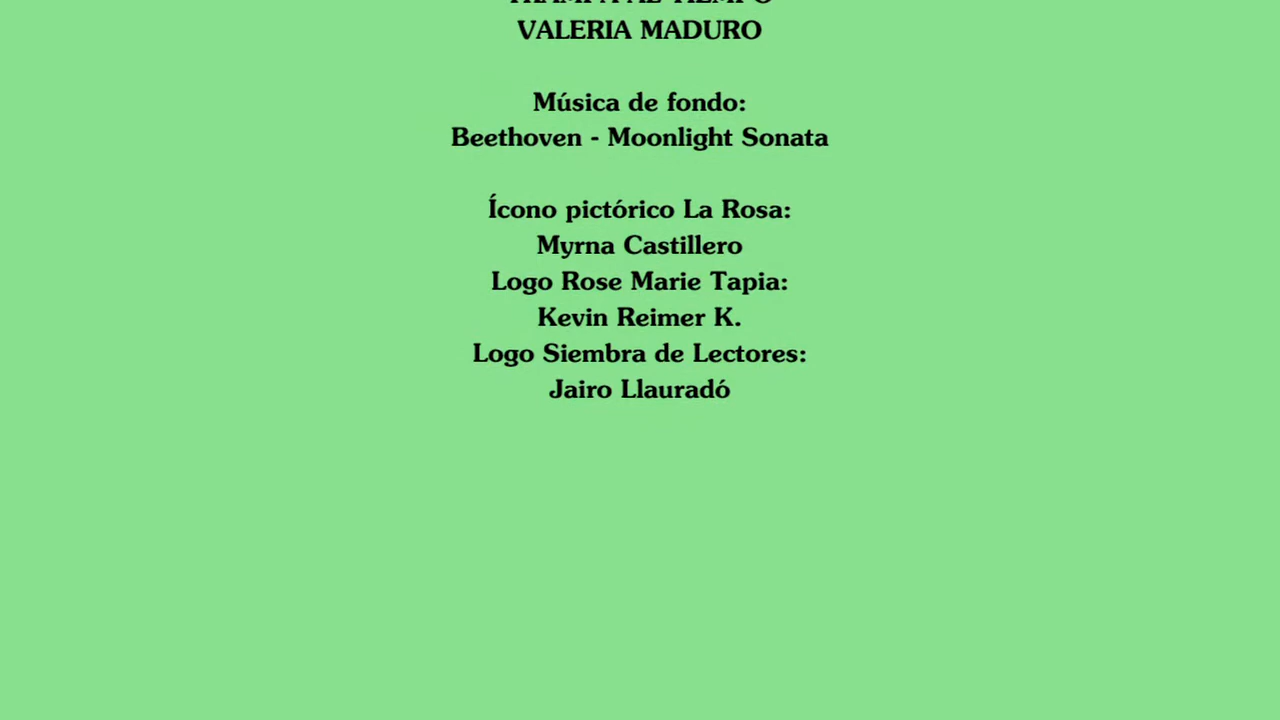 VALERIA MADURO
Música de fondo:
Beethoven - Moonlight Sonata
Ícono pictórico La Rosa:
Myrna Castillero
Logo Rose Marie Tapia:
Kevin Reimer K.
Logo Siembra de Lectores:
Jairo Llauradó